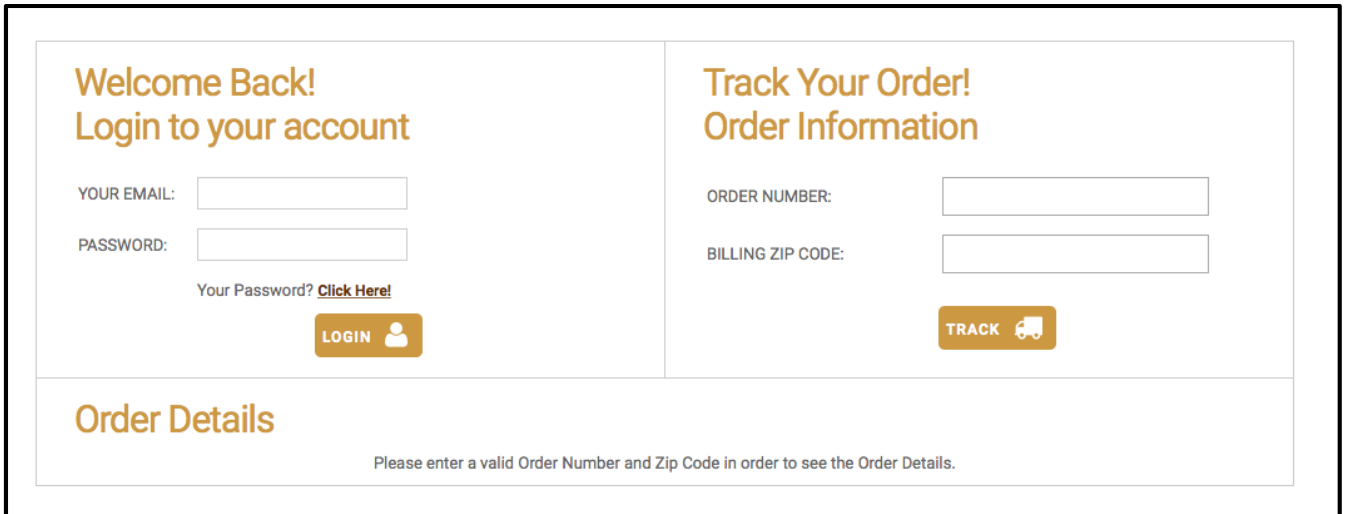 Welcome Back!
Login to your account
YOUR EMAIL:
PASSWORD:
Your Password? Click Here!
LOGIN
Track Your Order!
Order Information
ORDER NUMBER:
BILLING ZIP CODE:
TRACK
Order Details
Please enter a valid Order Number and Zip Code in order to see the Order Details.